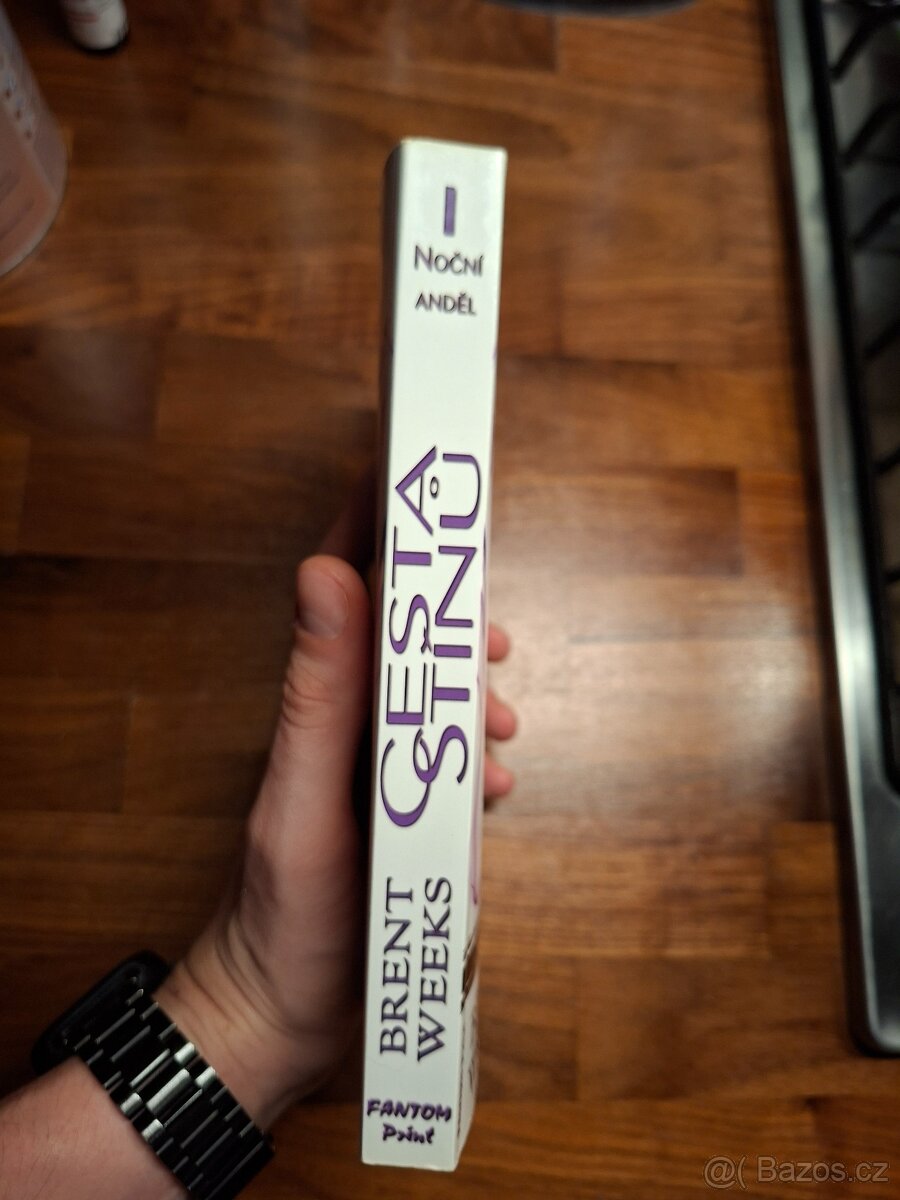 I
NOČNÍ
ANDĚL
CESTA
STÍNŮ
BRENT
WEEKS
FANTOM
Print
@( Bazos.cz